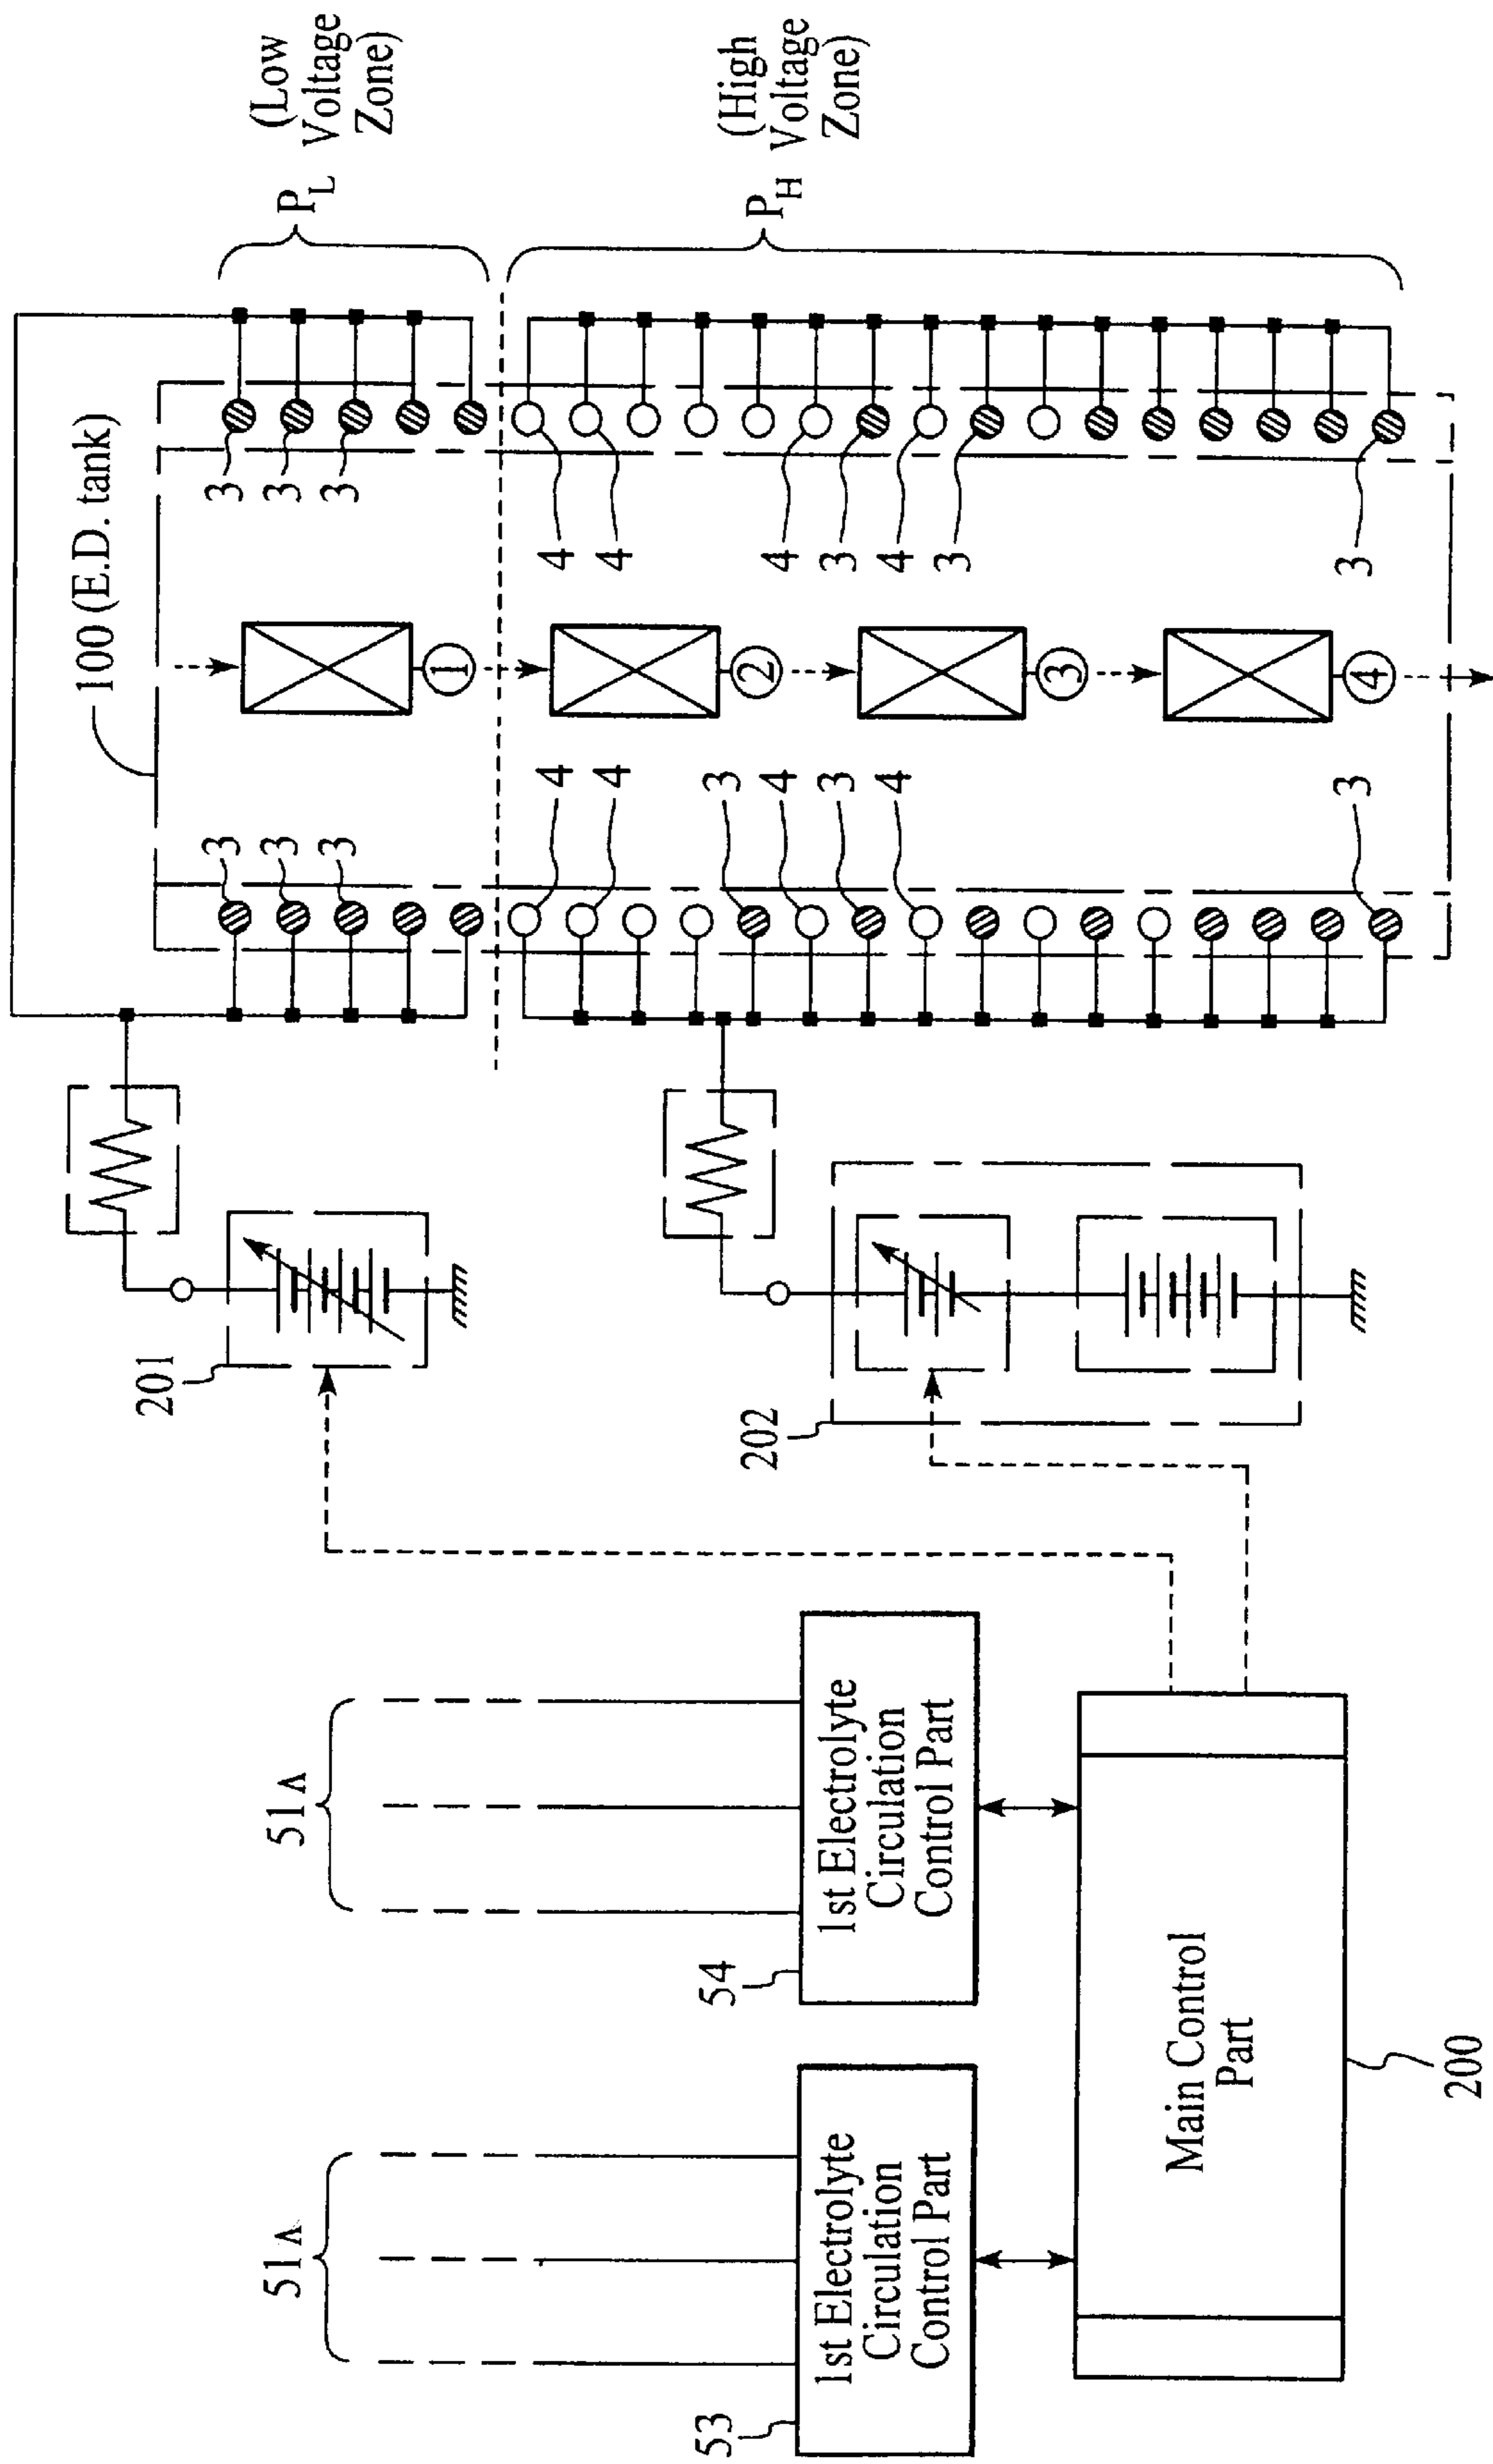 (Low
Voltage
Zone)
P_L
(High
Voltage
Zone)
P_H
100 (E.D. tank)
3
3
3
4
4
4
3
4
3
3
①
②
③
④
3
3
3
4
4
3
4
3
4
3
201
202
51A
51A
54
1st Electrolyte
Circulation
Control Part
53
1st Electrolyte
Circulation
Control Part
Main Control
Part
200